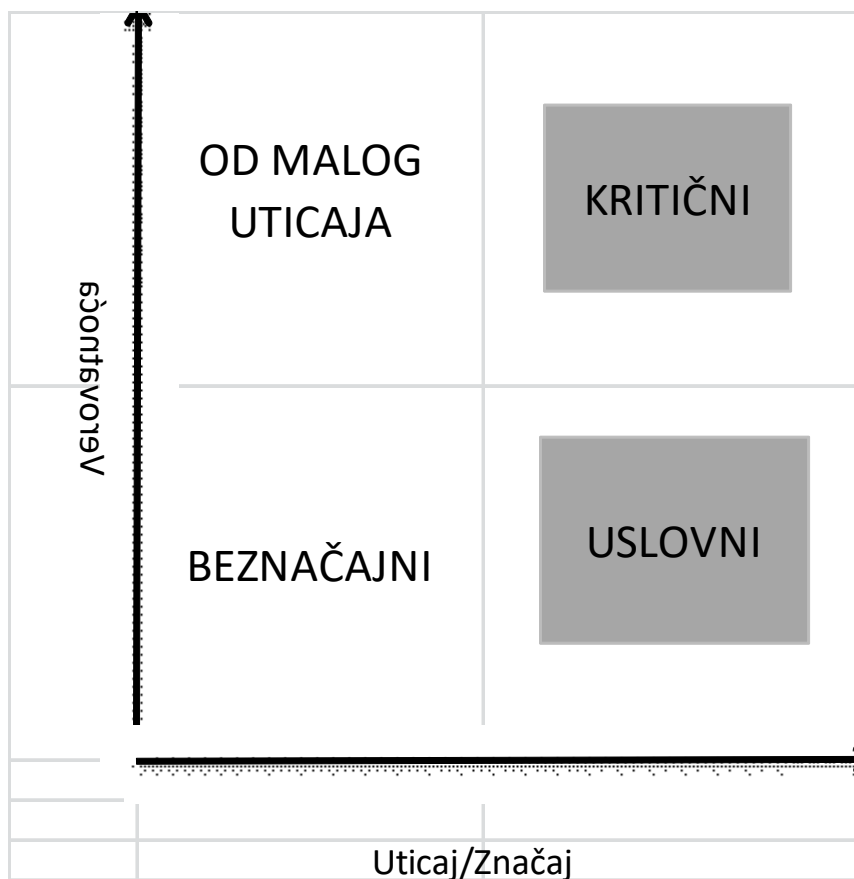 OD MALOG
UTICAJA
KRITIČNI
Verovatnoća
BEZNAČAJNI
USLOVNI
Uticaj/Značaj